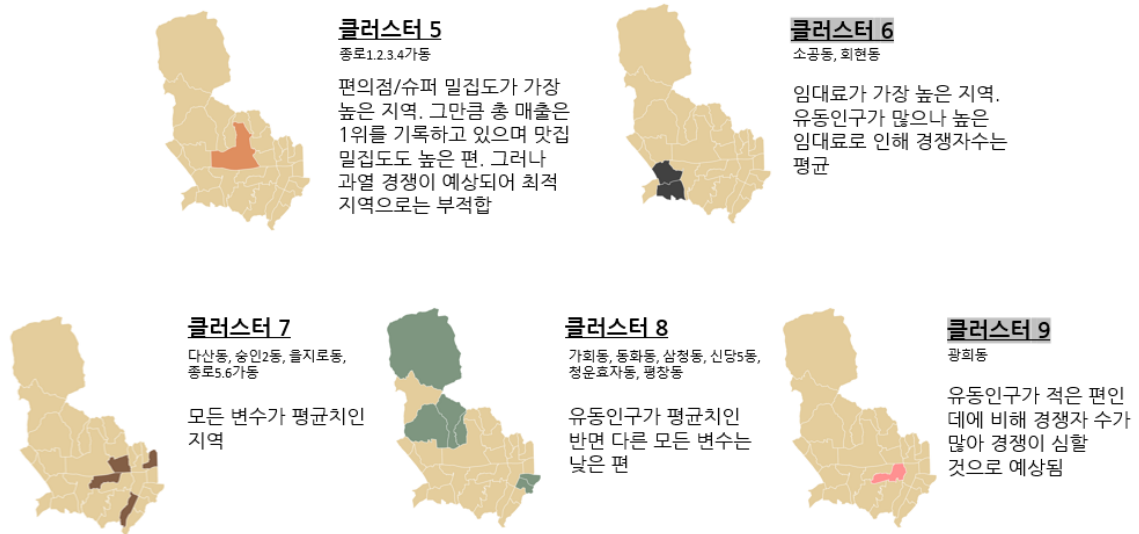 클러스터 5
종로1.2.3.4가동
편의점/슈퍼 밀집도가 가장
높은 지역. 그만큼 총 매출은
1위를 기록하고 있으며 맛집
밀집도도 높은 편. 그러나
과열 경쟁이 예상되어 최적
지역으로는 부적합
클러스터 6
소공동, 회현동
임대료가 가장 높은 지역.
유동인구가 많으나 높은
임대료로 인해 경쟁자수는
평균
클러스터 7
다산동, 숭인2동, 을지로동,
종로5.6가동
모든 변수가 평균치인
지역
클러스터 8
가회동, 동화동, 삼청동, 신당5동,
청운효자동, 평창동
유동인구가 평균치인
반면 다른 모든 변수는
낮은 편
클러스터 9
광희동
유동인구가 적은 편인
데에 비해 경쟁자 수가
많아 경쟁이 심할
것으로 예상됨